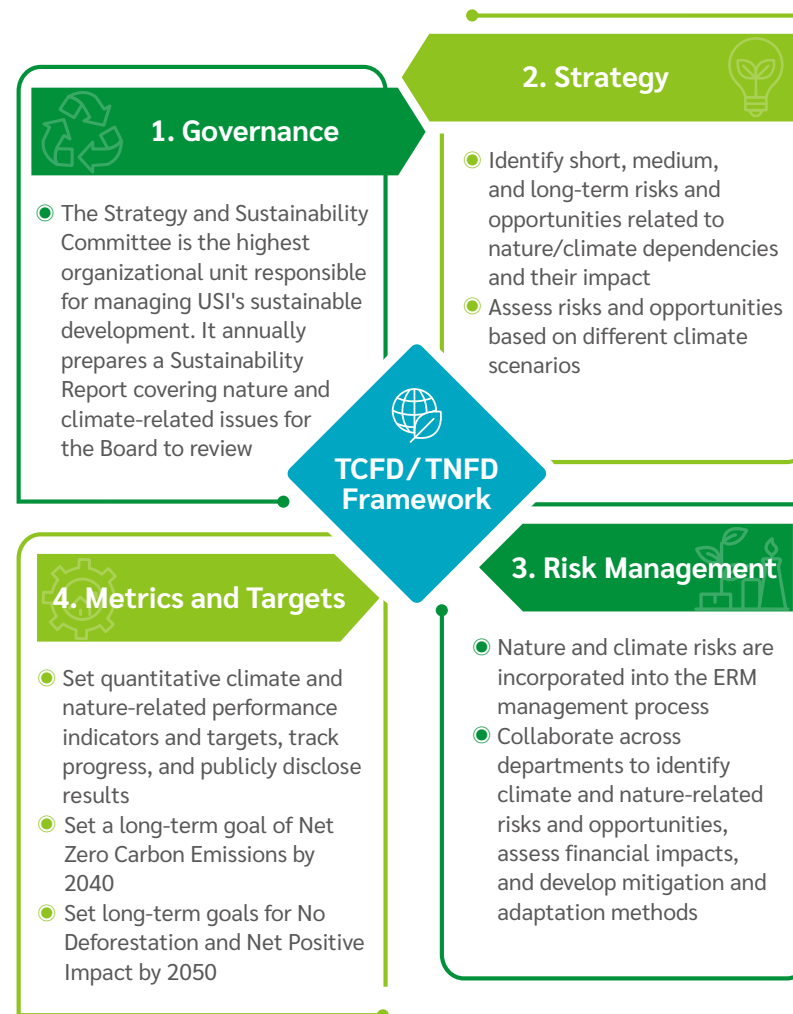 1. Governance
The Strategy and Sustainability
Committee is the highest
organizational unit responsible
for managing USI's sustainable
development. It annually
prepares a Sustainability
Report covering nature and
climate-related issues for
the Board to review
2. Strategy
Identify short, medium,
and long-term risks and
opportunities related to
nature/climate dependencies
and their impact
Assess risks and opportunities
based on different climate
scenarios
TCFD/TNFD
Framework
3. Risk Management
Nature and climate risks are
incorporated into the ERM
management process
Collaborate across
departments to identify
climate and nature-related
risks and opportunities,
assess financial impacts,
and develop mitigation and
adaptation methods
4. Metrics and Targets
Set quantitative climate and
nature-related performance
indicators and targets, track
progress, and publicly disclose
results
Set a long-term goal of Net
Zero Carbon Emissions by
2040
Set long-term goals for No
Deforestation and Net Positive
Impact by 2050